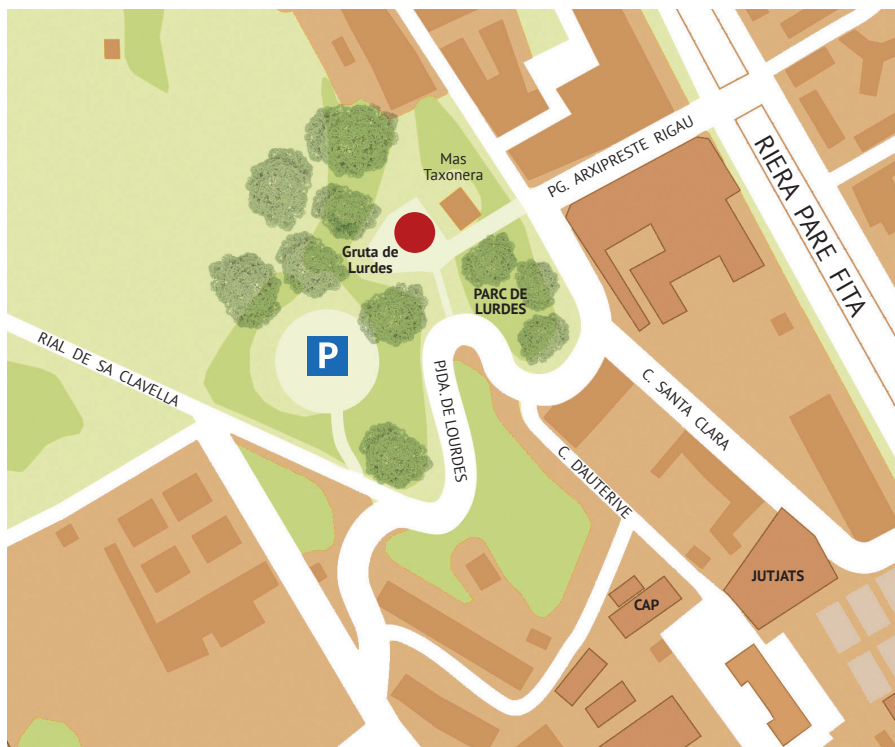 Mas
Taxonera
PG. ARXIPRESTE RIGAU
RIERA PARE FITA
Gruta de
Lurdes
PARC DE
LURDES
P
RIAL DE SA CLAVELLA
PJDA. DE LOURDES
C. SANTA CLARA
C. D'AUTERIVE
JUTJATS
CAP